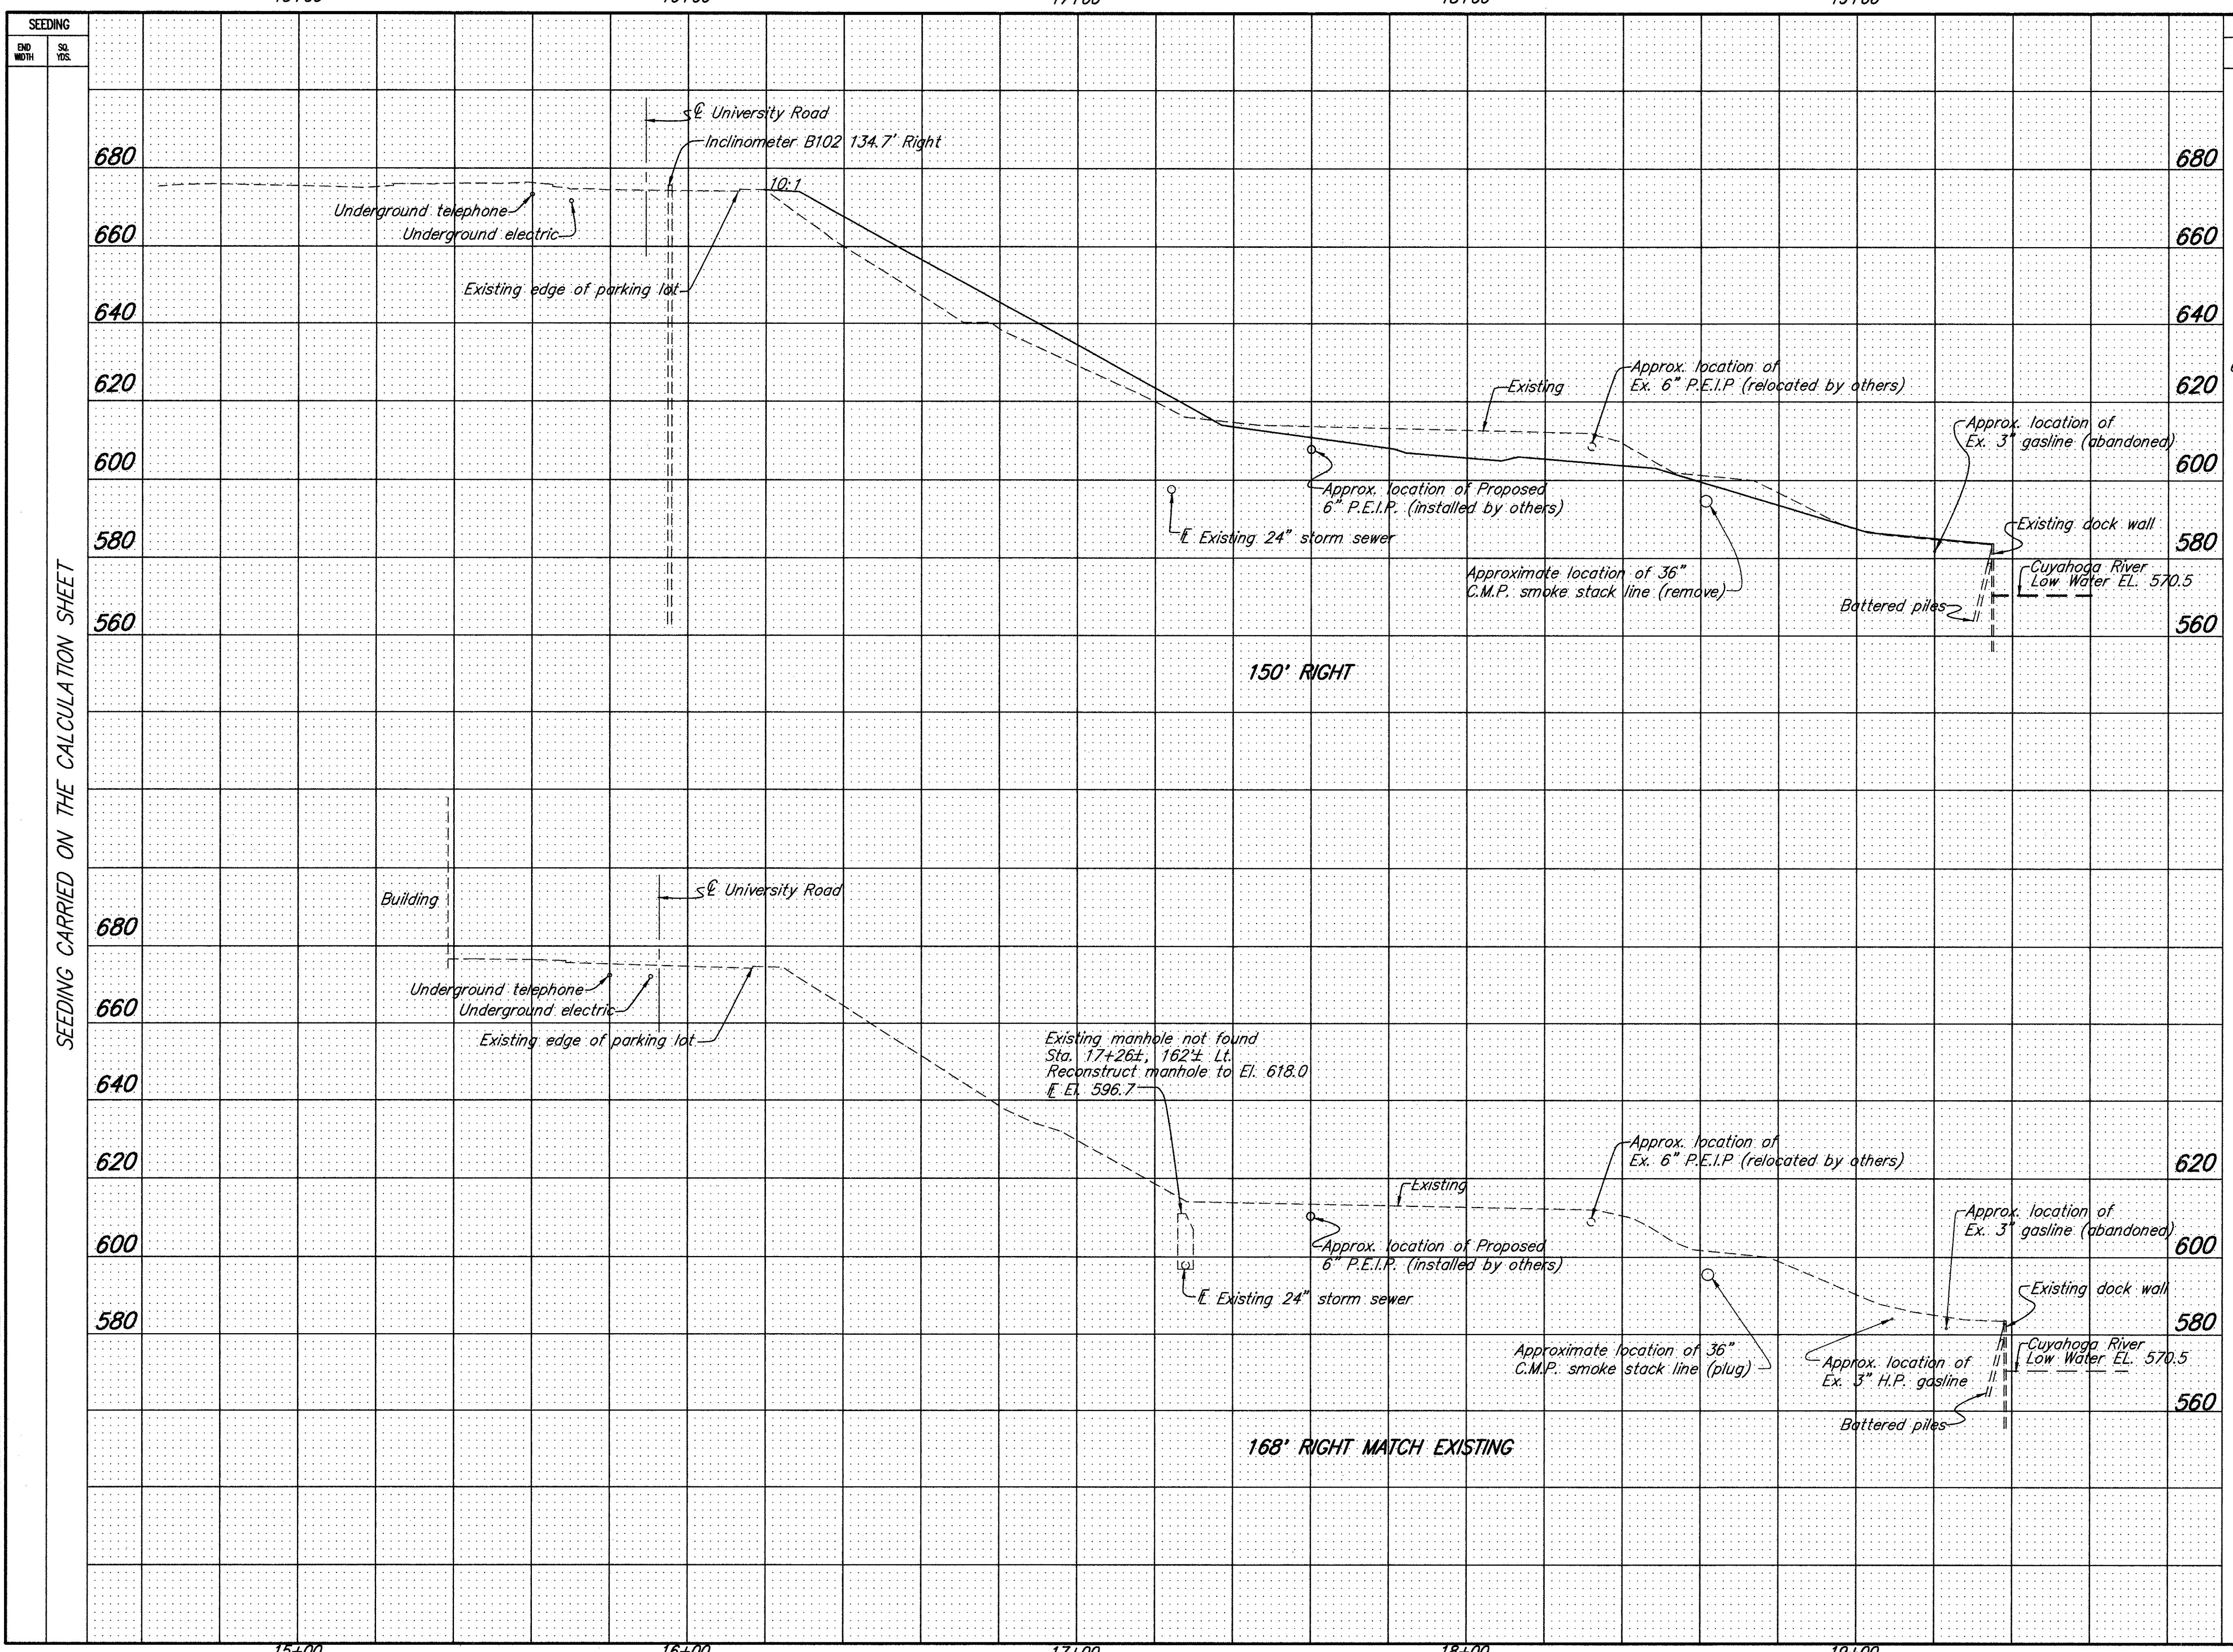 15+00 16+00 17+00 18+00 19+00
SEEDING
END WIDTH
SQ. YDS.
SEEDING CARRIED ON THE CALCULATION SHEET
℄ University Road
Inclinometer B102 134.7' Right
680 680
10:1
Underground telephone
Underground electric
660 660
Existing edge of parking lot
640 640
Approx. location of
Ex. 6" P.E.I.P (relocated by others)
620 620
Existing
Approx. location of
Ex. 3" gasline (abandoned)
600 600
Approx. location of Proposed
6" P.E.I.P. (installed by others)
Existing dock wall
Existing 24" storm sewer
580 580
Cuyahoga River
Low Water EL. 570.5
Approximate location of 36"
C.M.P. smoke stack line (remove)
Battered piles
560 560
150' RIGHT
℄ University Road
Building
680
Underground telephone
Underground electric
660
Existing edge of parking lot
Existing manhole not found
Sta. 17+26±, 162'± Lt.
Reconstruct manhole to El. 618.0
El. 596.7
640
Approx. location of
Ex. 6" P.E.I.P (relocated by others)
620 620
Existing
Approx. location of
Ex. 3" gasline (abandoned)
600 600
Approx. location of Proposed
6" P.E.I.P. (installed by others)
Existing 24" storm sewer
Existing dock wall
580 580
Cuyahoga River
Low Water EL. 570.5
Approximate location of 36"
C.M.P. smoke stack line (plug)
Approx. location of
Ex. 3" H.P. gasline
560
Battered piles
168' RIGHT MATCH EXISTING
15+00 16+00 17+00 18+00 19+00